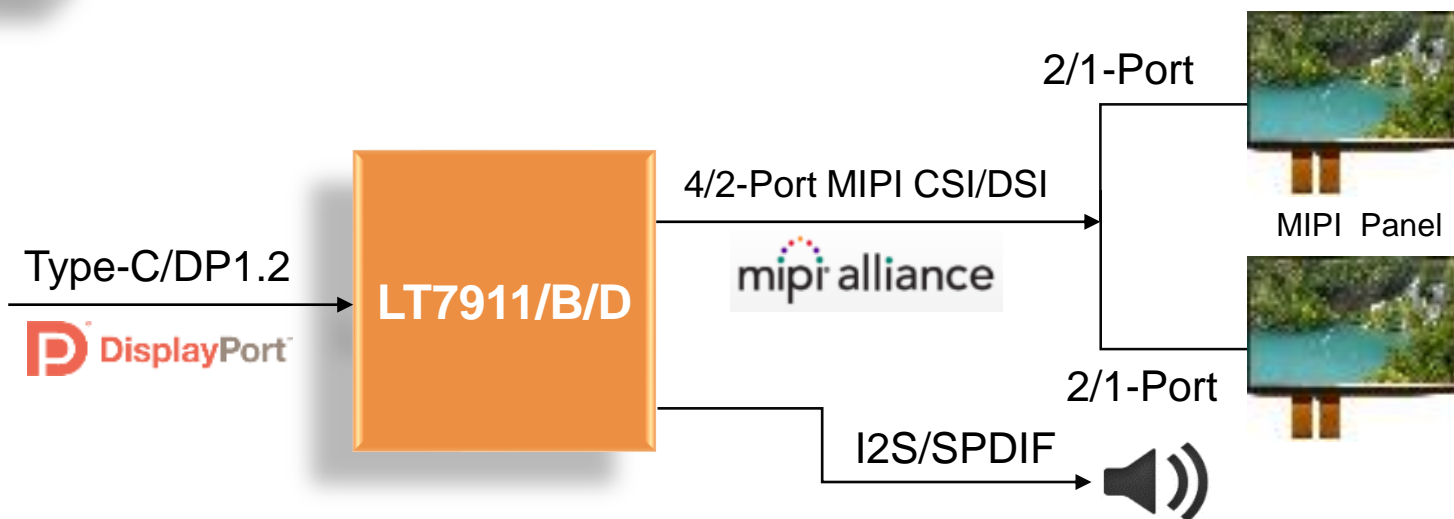 2/1-Port
4/2-Port MIPI CSI/DSI
MIPI Panel
Type-C/DP1.2
mipi alliance
LT7911/B/D
DisplayPort
2/1-Port
I2S/SPDIF